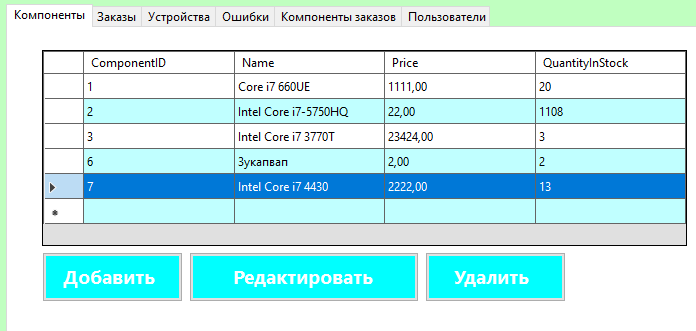 Компоненты Заказы Устройства Ошибки Компоненты заказов Пользователи
ComponentID Name Price QuantityInStock
1 Core i7 660UE 1111,00 20
2 Intel Core i7-5750HQ 22,00 1108
3 Intel Core i7 3770T 23424,00 3
6 Зукапвап 2,00 2
7 Intel Core i7 4430 2222,00 13
Добавить Редактировать Удалить